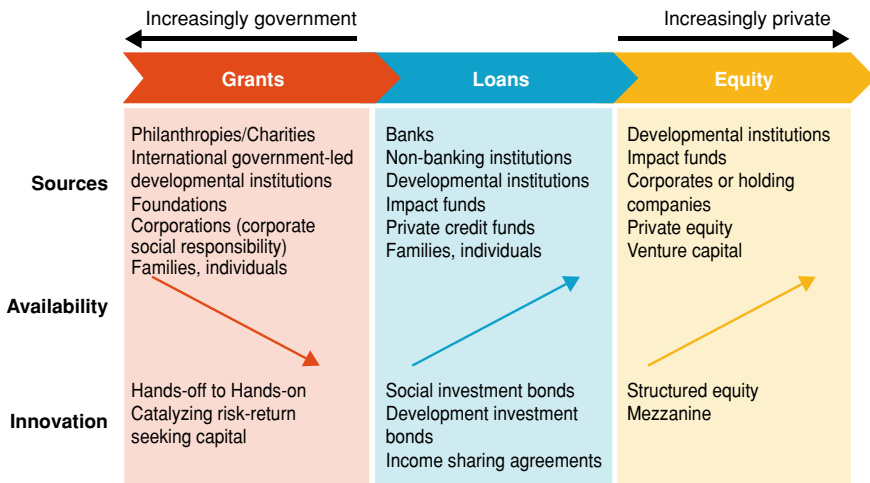 Increasingly government
Increasingly private
Grants
Loans
Equity
Sources
Philanthropies/Charities
International government-led
developmental institutions
Foundations
Corporations (corporate
social responsibility)
Families, individuals
Banks
Non-banking institutions
Developmental institutions
Impact funds
Private credit funds
Families, individuals
Developmental institutions
Impact funds
Corporates or holding
companies
Private equity
Venture capital
Availability
Innovation
Hands-off to Hands-on
Catalyzing risk-return
seeking capital
Social investment bonds
Development investment
bonds
Income sharing agreements
Structured equity
Mezzanine